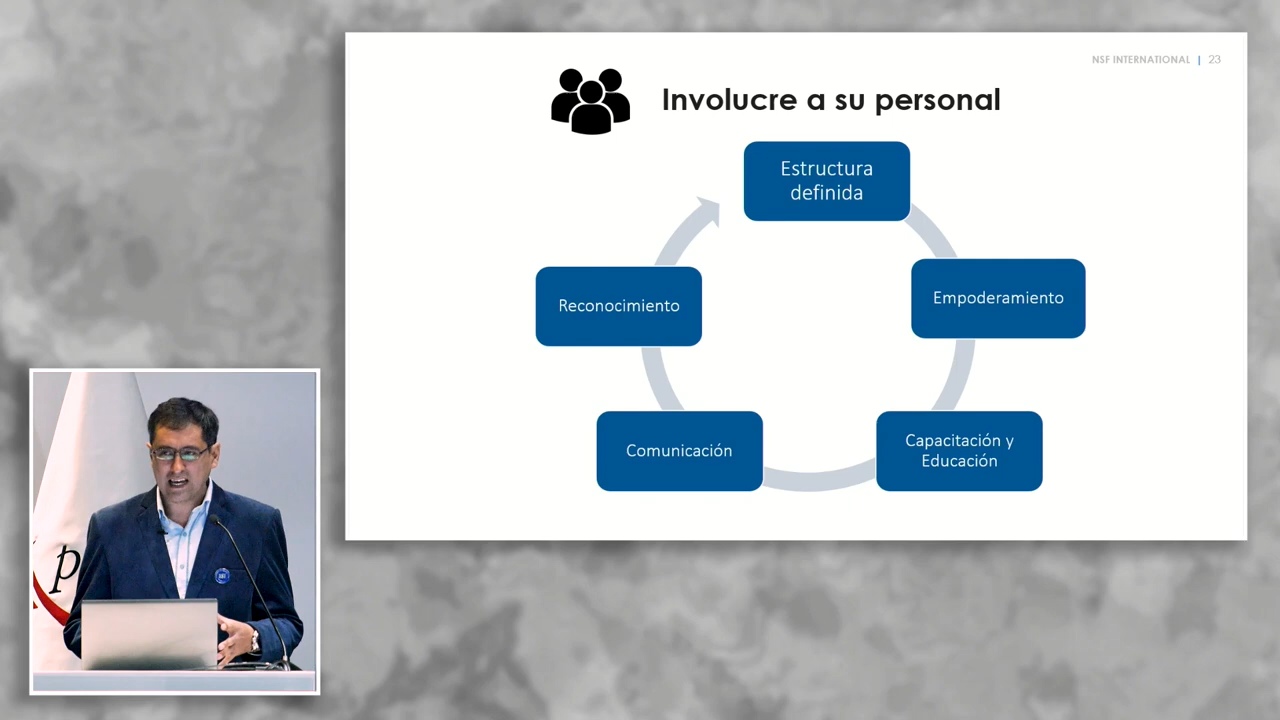 NSF INTERNATIONAL | 23
Involucre a su personal
Estructura
definida
Empoderamiento
Capacitación y
Educación
Comunicación
Reconocimiento
p